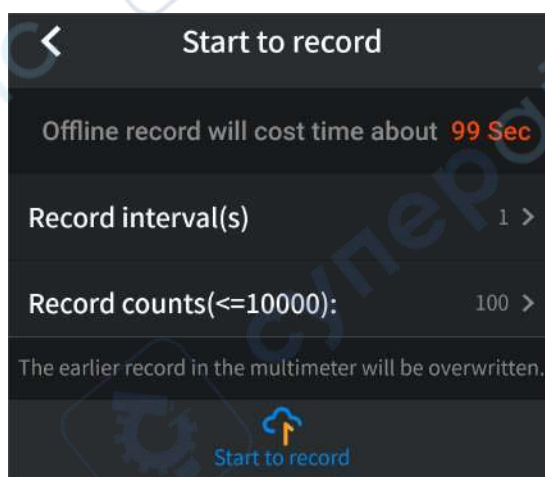 Start to record
Offline record will cost time about 99 Sec
Record interval(s) 1 >
Record counts(<=10000): 100 >
The earlier record in the multimeter will be overwritten.
Start to record